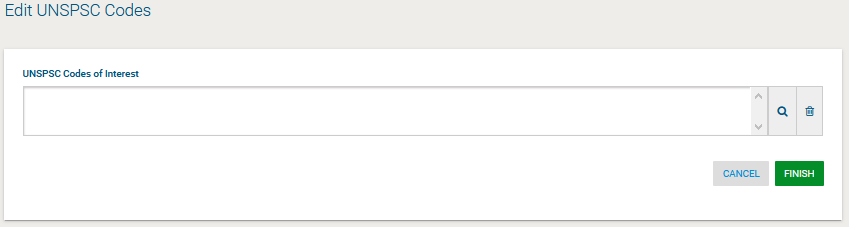 Edit UNSPSC Codes
UNSPSC Codes of Interest
CANCEL FINISH